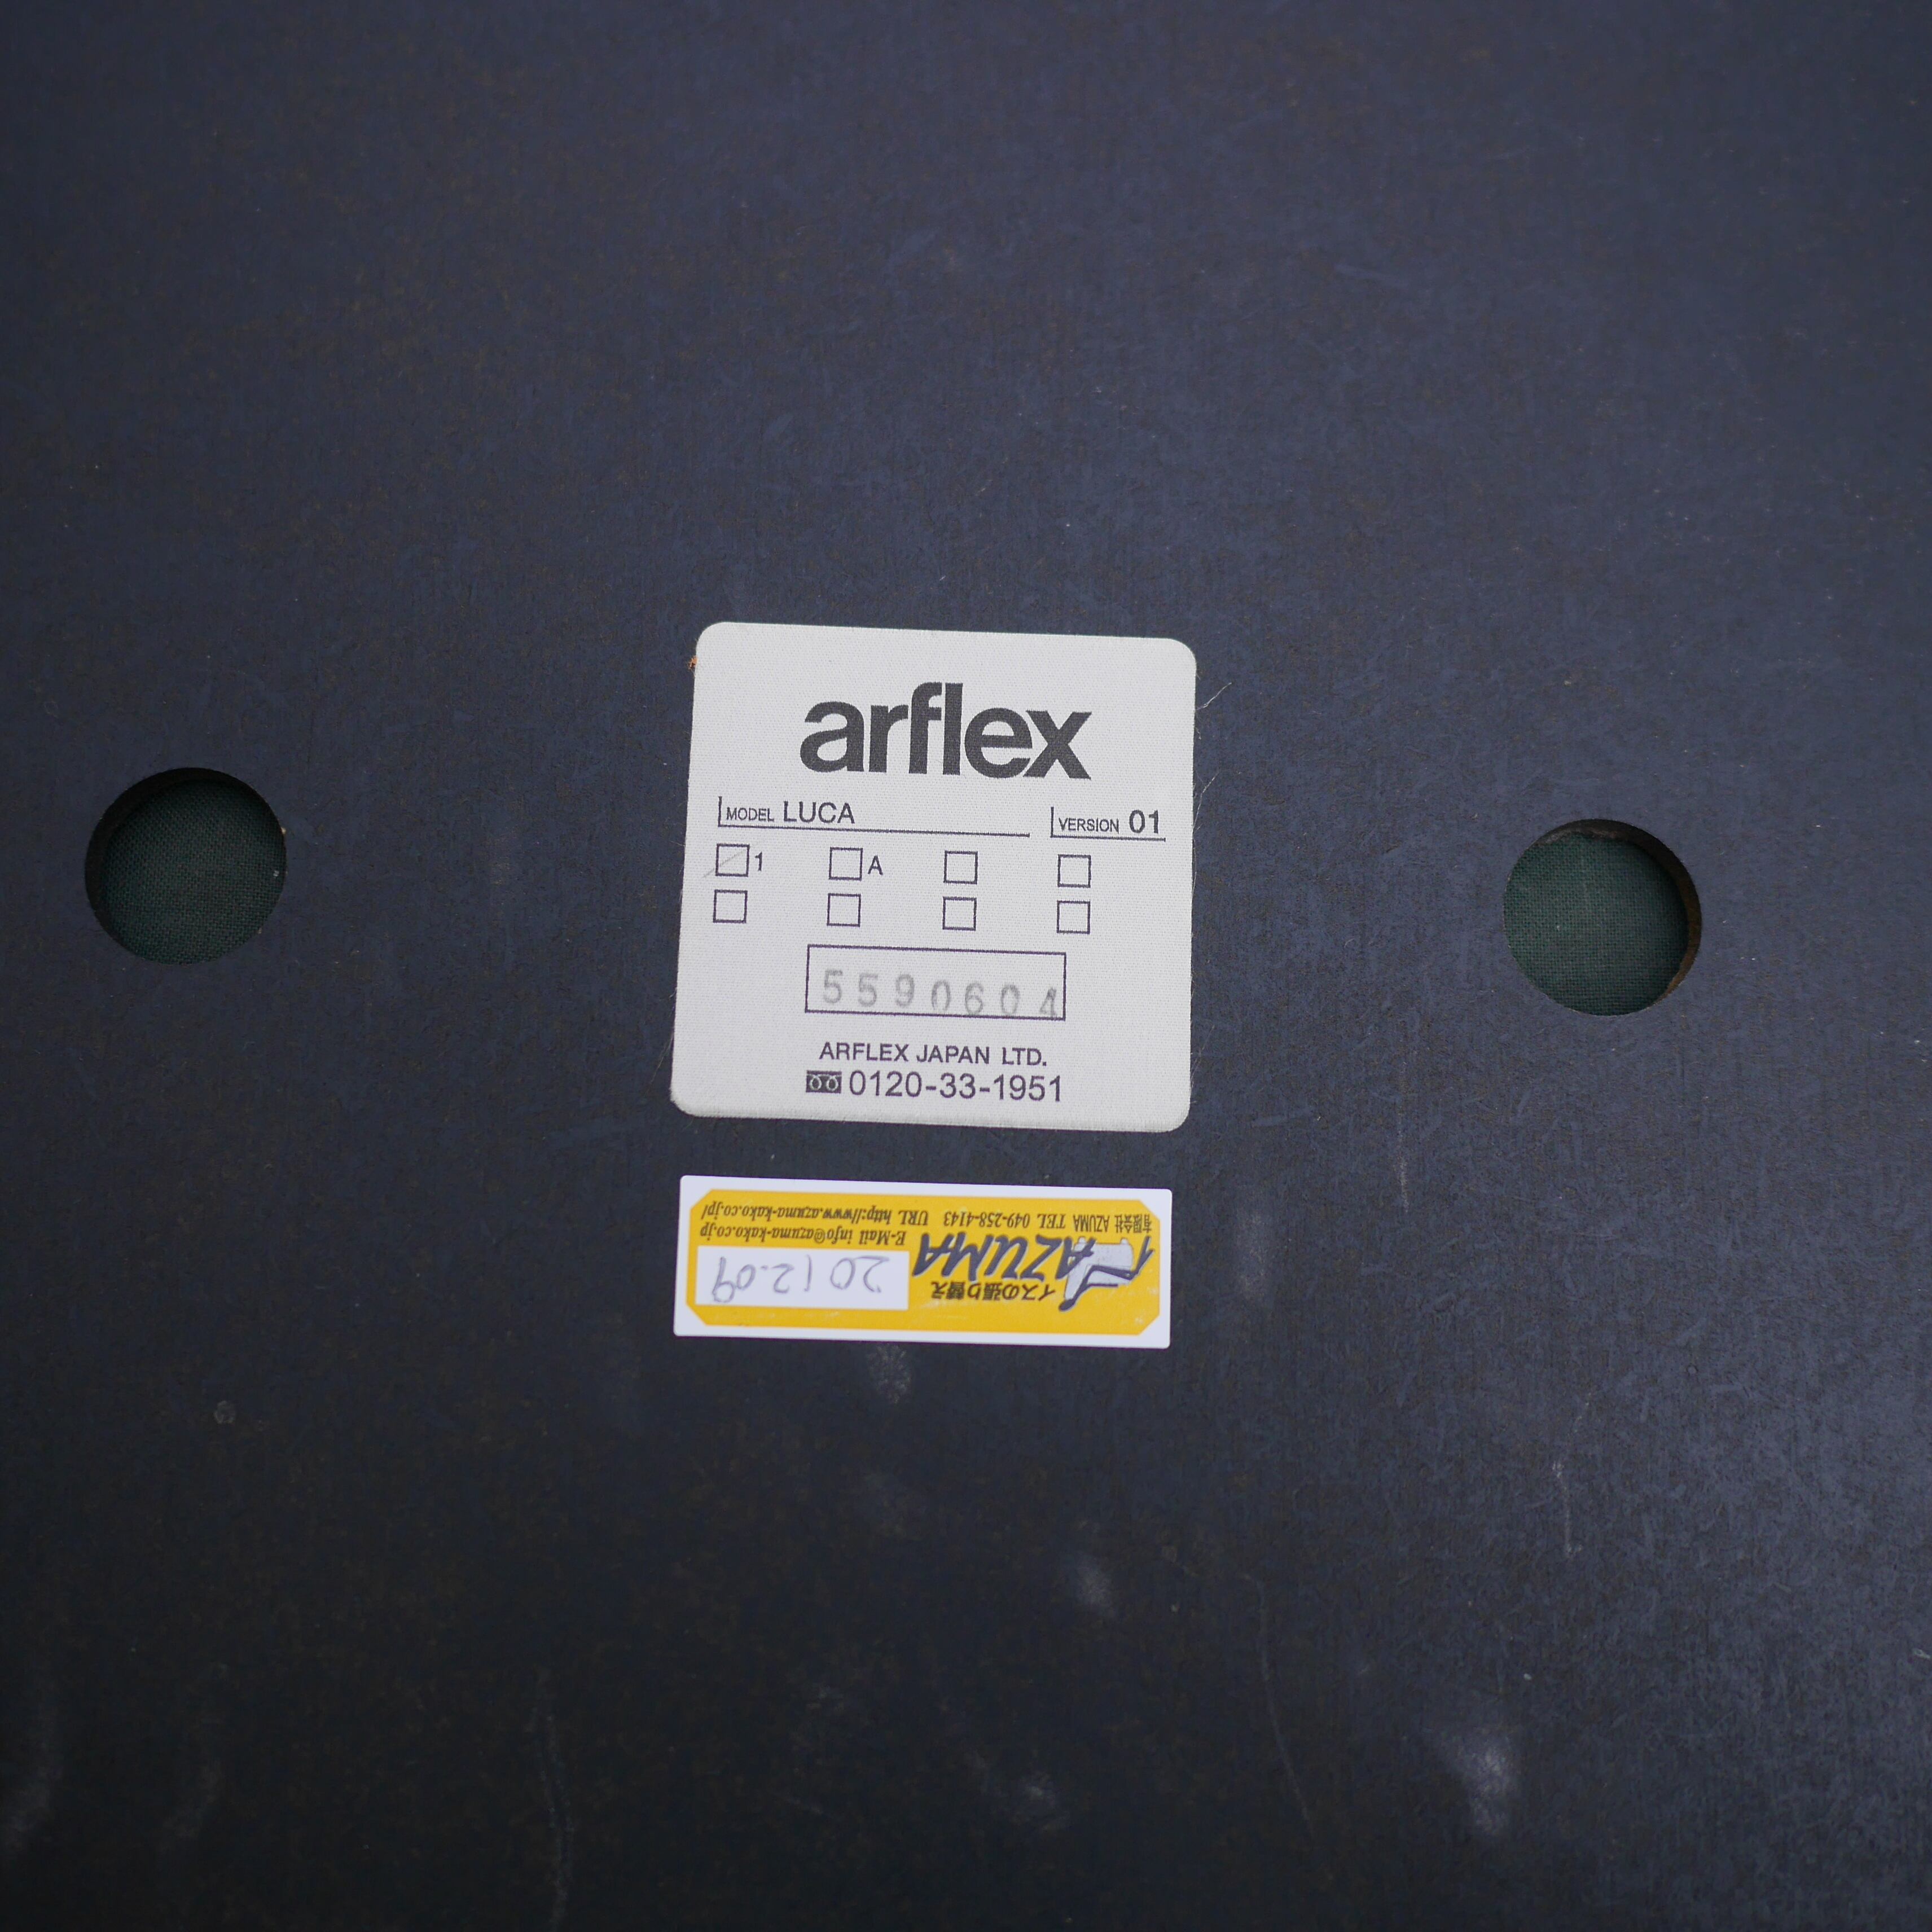 arflex
MODEL LUCA VERSION 01
1 A
5590604
ARFLEX JAPAN LTD.
0120-33-1951
イスの張り替え
AZUMA
2012.09
E-Mail info@azuma-kako.co.jp
有限会社 AZUMA TEL 049-258-4143 URL http://www.azuma-kako.co.jp/